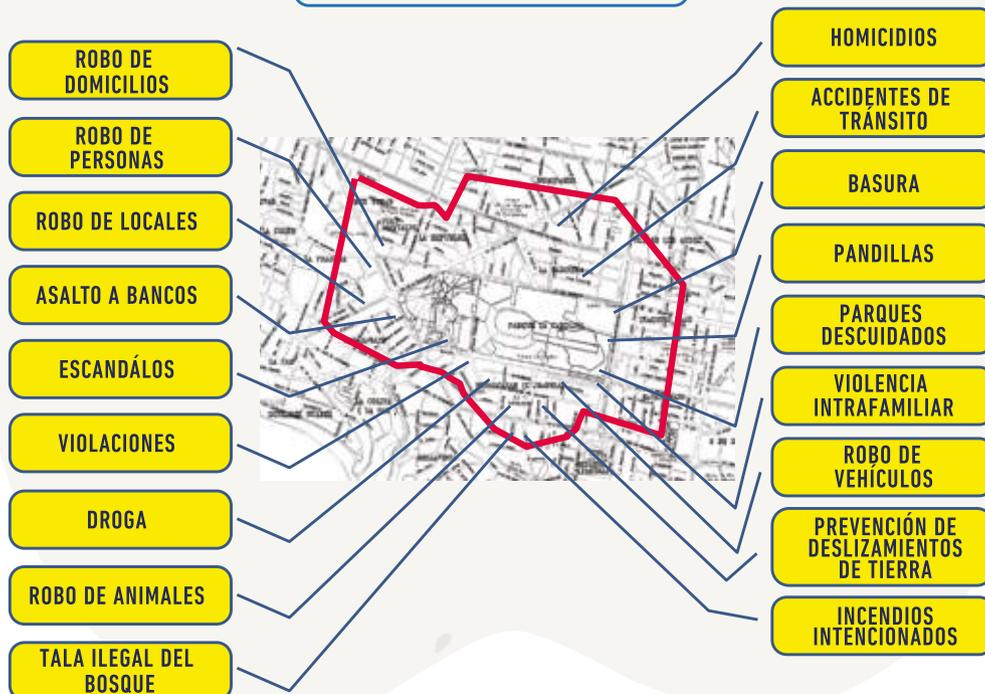 ROBO DE
DOMICILIOS
ROBO DE
PERSONAS
ROBO DE LOCALES
ASALTO A BANCOS
ESCANDÁLOS
VIOLACIONES
DROGA
ROBO DE ANIMALES
TALA ILEGAL DEL
BOSQUE
HOMICIDIOS
ACCIDENTES DE
TRÁNSITO
BASURA
PANDILLAS
PARQUES
DESCUIDADOS
VIOLENCIA
INTRAFAMILIAR
ROBO DE
VEHÍCULOS
PREVENCIÓN DE
DESLIZAMIENTOS
DE TIERRA
INCENDIOS
INTENCIONADOS